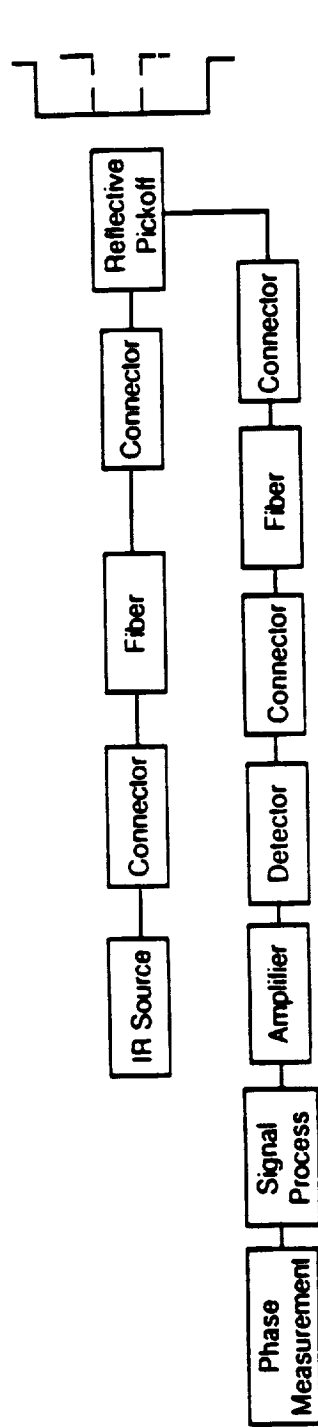 IR Source
Connector
Fiber
Connector
Reflective
Pickoff
Phase
Measurement
Signal
Process
Amplifier
Detector
Connector
Fiber
Connector